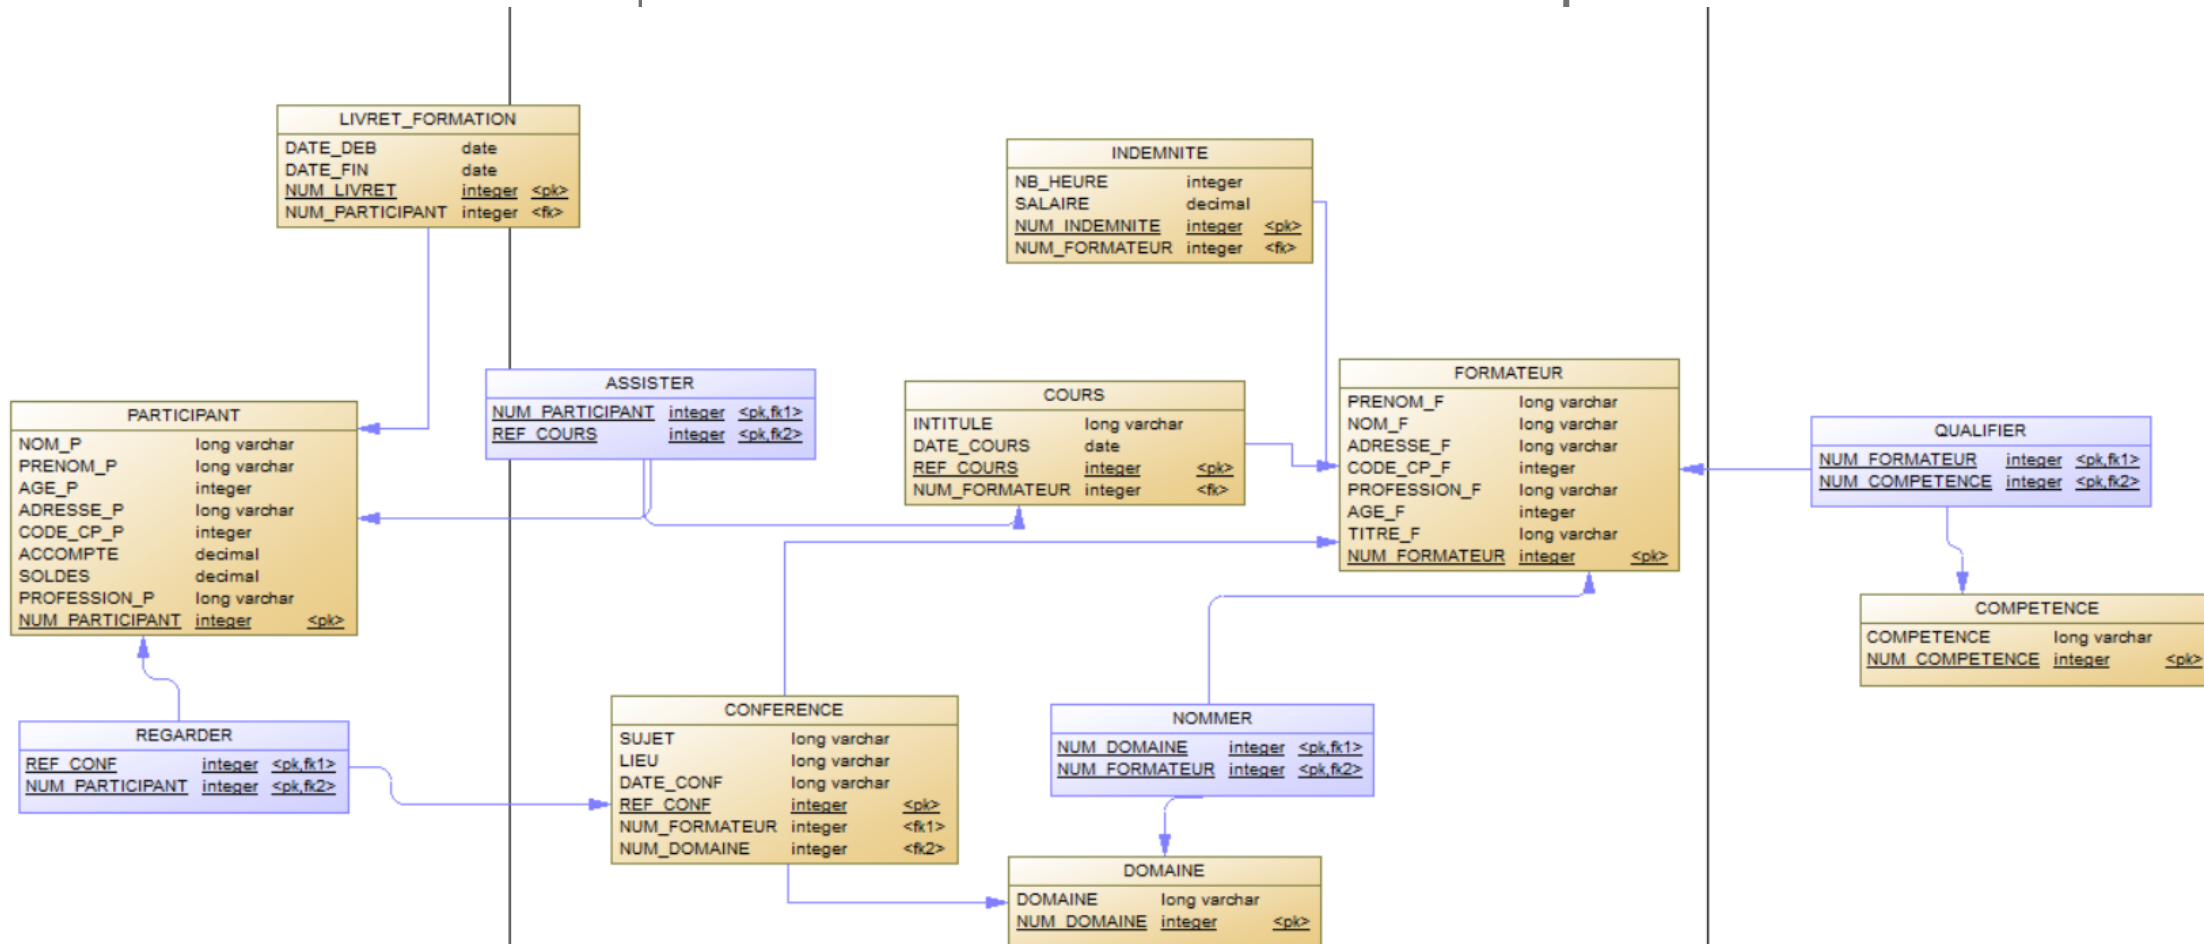 LIVRET_FORMATION
DATE_DEB date
DATE_FIN date
NUM_LIVRET integer <pk>
NUM_PARTICIPANT integer <fk>
INDEMNITE
NB_HEURE integer
SALAIRE decimal
NUM_INDEMNITE integer <pk>
NUM_FORMATEUR integer <fk>
PARTICIPANT
NOM_P long varchar
PRENOM_P long varchar
AGE_P integer
ADRESSE_P long varchar
CODE_CP_P integer
ACCOMPTE decimal
SOLDES decimal
PROFESSION_P long varchar
NUM_PARTICIPANT integer <pk>
ASSISTER
NUM_PARTICIPANT integer <pk,fk1>
REF_COURS integer <pk,fk2>
COURS
INTITULE long varchar
DATE_COURS date
REF_COURS integer <pk>
NUM_FORMATEUR integer <fk>
FORMATEUR
PRENOM_F long varchar
NOM_F long varchar
ADRESSE_F long varchar
CODE_CP_F integer
PROFESSION_F long varchar
AGE_F integer
TITRE_F long varchar
NUM_FORMATEUR integer <pk>
QUALIFIER
NUM_FORMATEUR integer <pk,fk1>
NUM_COMPETENCE integer <pk,fk2>
COMPETENCE
COMPETENCE long varchar
NUM_COMPETENCE integer <pk>
REGARDER
REF_CONF integer <pk,fk1>
NUM_PARTICIPANT integer <pk,fk2>
CONFERENCE
SUJET long varchar
LIEU long varchar
DATE_CONF long varchar
REF_CONF integer <pk>
NUM_FORMATEUR integer <fk1>
NUM_DOMAINE integer <fk2>
NOMMER
NUM_DOMAINE integer <pk,fk1>
NUM_FORMATEUR integer <pk,fk2>
DOMAINE
DOMAINE long varchar
NUM_DOMAINE integer <pk>